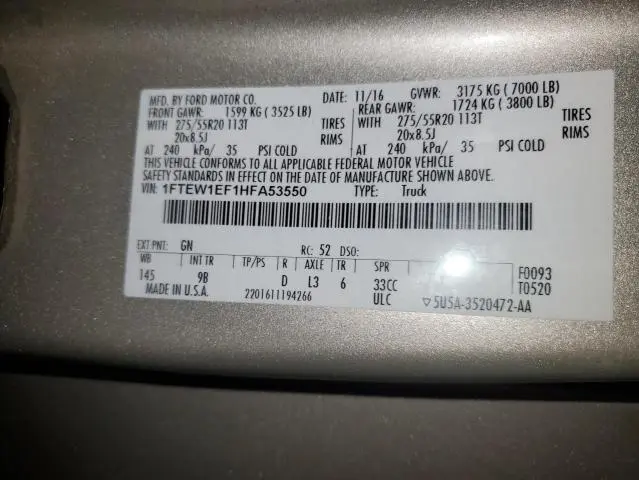 MFD. BY FORD MOTOR CO. DATE: 11/16 GVWR: 3175 KG ( 7000 LB)
FRONT GAWR: 1599 KG ( 3525 LB) REAR GAWR: 1724 KG ( 3800 LB)
WITH 275/55R20 113T TIRES WITH 275/55R20 113T TIRES
20x8.5J RIMS 20x8.5J RIMS
AT 240 kPa/ 35 PSI COLD AT 240 kPa/ 35 PSI COLD
THIS VEHICLE CONFORMS TO ALL APPLICABLE FEDERAL MOTOR VEHICLE
SAFETY STANDARDS IN EFFECT ON THE DATE OF MANUFACTURE SHOWN ABOVE.
VIN: 1FTEW1EF1HFA53550 TYPE: Truck
EXT PNT: GN RC: 52 DSO:
WB INT TR TP/PS R AXLE TR SPR F0093
145 9B D L3 6 33CC T0520
MADE IN U.S.A. 2201611194266 ULC ▽5U5A-3520472-AA